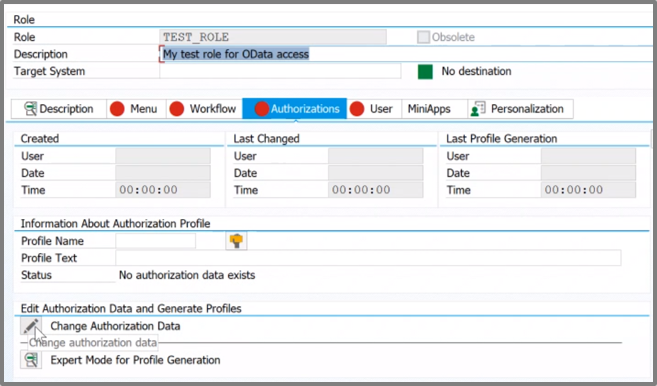 Role
Role TEST_ROLE Obsolete
Description My test role for OData access
Target System No destination
Description Menu Workflow Authorizations User MiniApps Personalization
Created Last Changed Last Profile Generation
User User User
Date Date Date
Time 00:00:00 Time 00:00:00 Time 00:00:00
Information About Authorization Profile
Profile Name
Profile Text
Status No authorization data exists
Edit Authorization Data and Generate Profiles
Change Authorization Data
Change authorization data
Expert Mode for Profile Generation